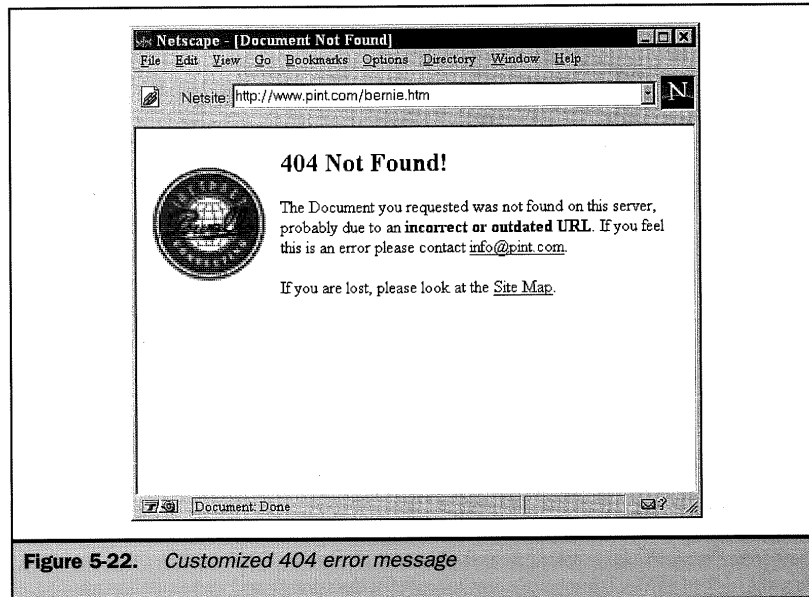 Netscape - [Document Not Found]
File Edit View Go Bookmarks Options Directory Window Help
Netsite: http://www.pint.com/bernie.htm
N
404 Not Found!
The Document you requested was not found on this server,
probably due to an incorrect or outdated URL. If you feel
this is an error please contact info@pint.com.
If you are lost, please look at the Site Map.
Document: Done
?
Figure 5-22. Customized 404 error message